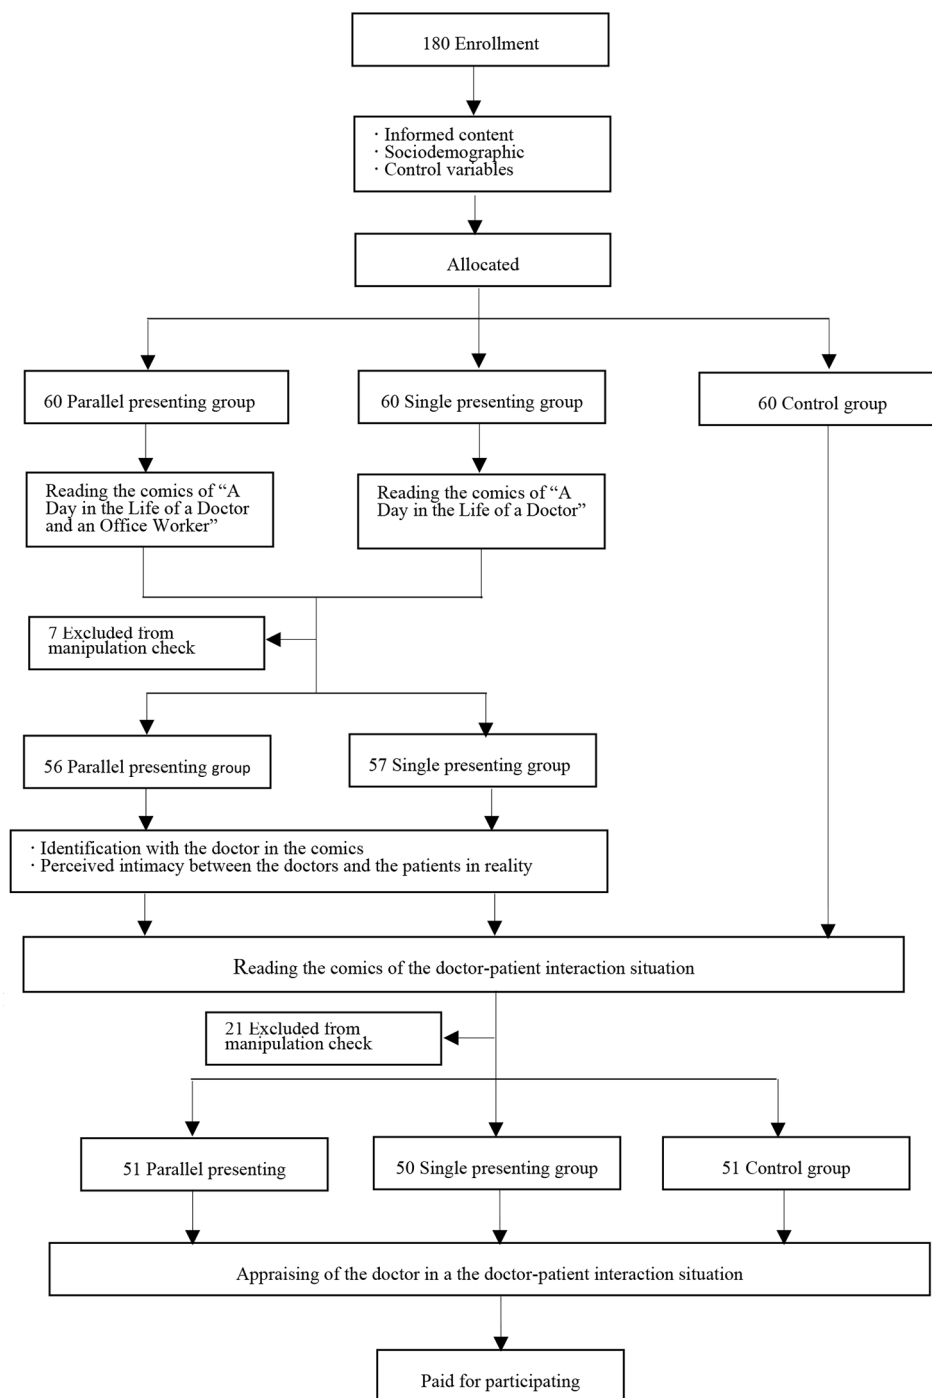 180 Enrollment
· Informed content
· Sociodemographic
· Control variables
Allocated
60 Parallel presenting group
60 Single presenting group
60 Control group
Reading the comics of “A
Day in the Life of a Doctor
and an Office Worker”
Reading the comics of “A
Day in the Life of a Doctor”
7 Excluded from
manipulation check
56 Parallel presenting group
57 Single presenting group
· Identification with the doctor in the comics
· Perceived intimacy between the doctors and the patients in reality
Reading the comics of the doctor-patient interaction situation
21 Excluded from
manipulation check
51 Parallel presenting
50 Single presenting group
51 Control group
Appraising of the doctor in a the doctor-patient interaction situation
Paid for participating